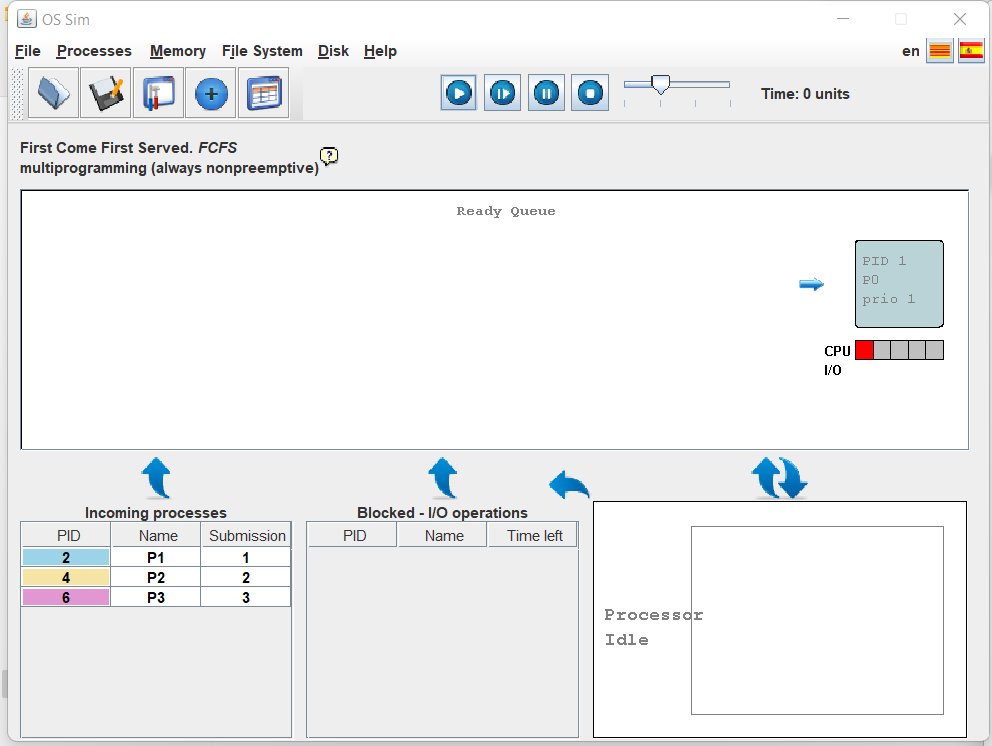 OS Sim
File Processes Memory File System Disk Help en
Time: 0 units
First Come First Served. FCFS
multiprogramming (always nonpreemptive) ?
Ready Queue
PID 1
P0
prio 1
CPU
I/O
Incoming processes
PID Name Submission
2 P1 1
4 P2 2
6 P3 3
Blocked - I/O operations
PID Name Time left
Processor
Idle